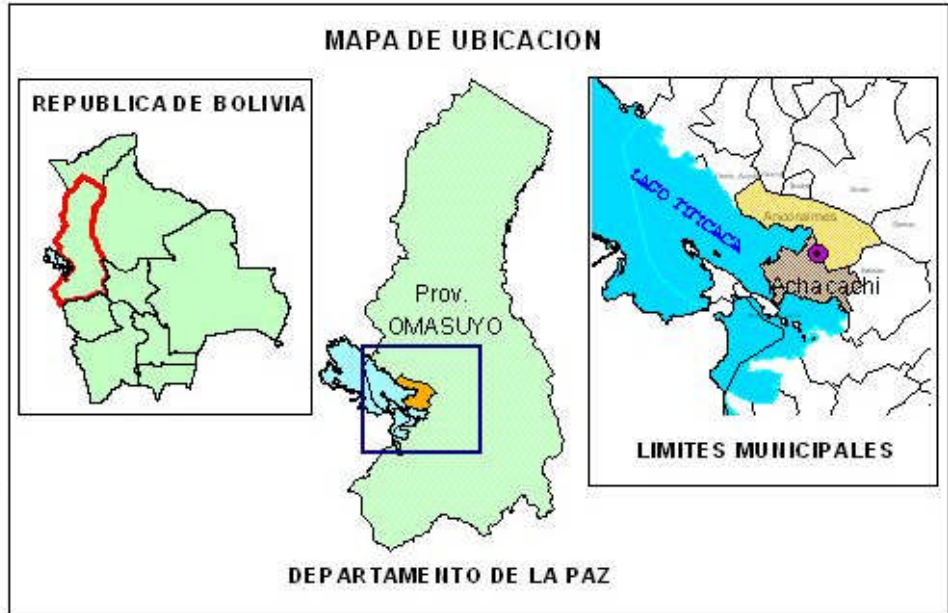 MAPA DE UBICACION
REPUBLICA DE BOLIVIA
Prov.
OMASUYO
DEPARTAMENTO DE LA PAZ
LAGO TITICACA
Ancoraimes
Achacachi
LIMITES MUNICIPALES